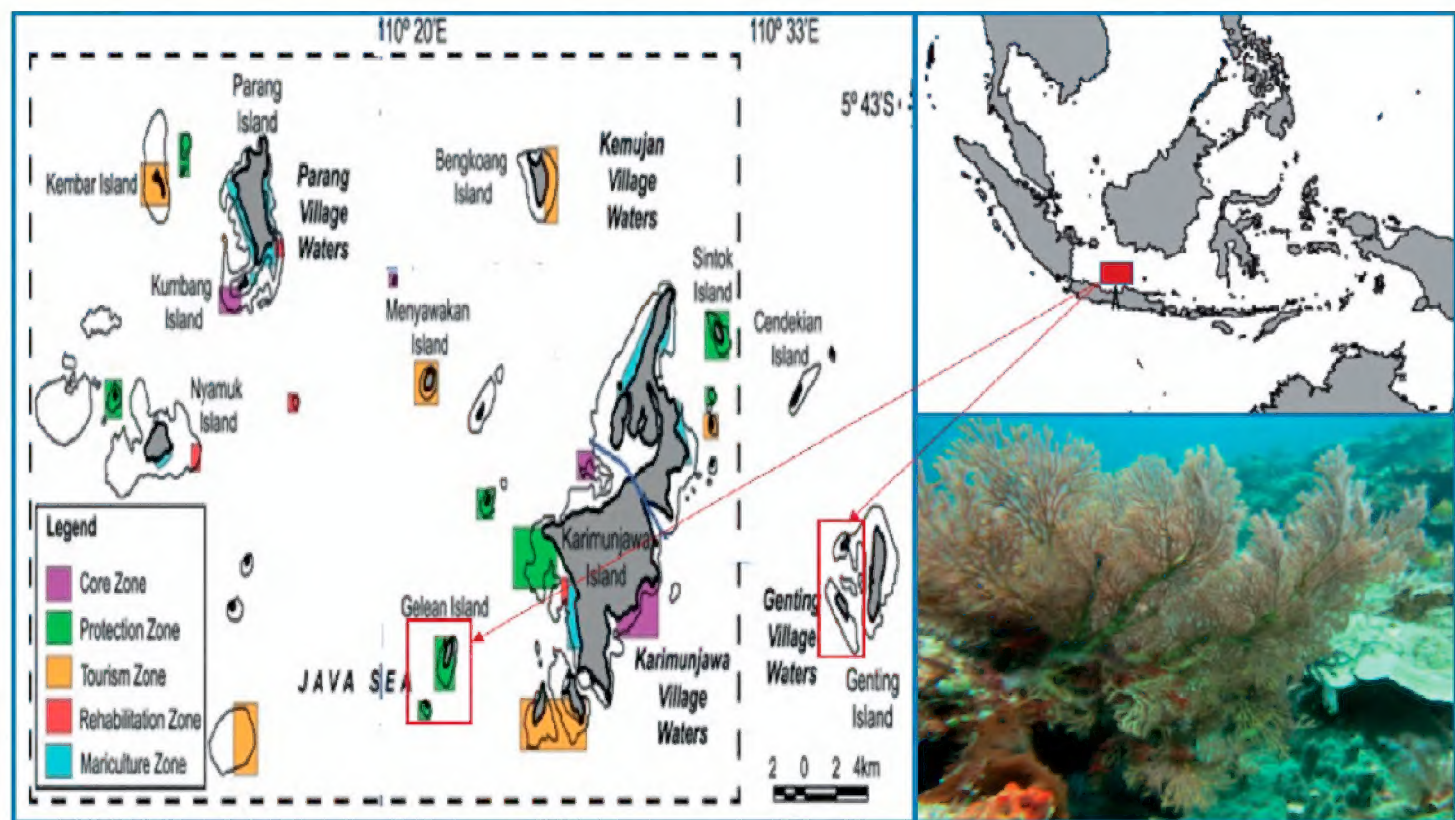 110° 20'E
110° 33'E
5° 43'S
Parang
Island
Kembar Island
Parang
Village
Waters
Bengkoang
Island
Kemujan
Village
Waters
Sintok
Island
Kumbang
Island
Menyawakan
Island
Cendekian
Island
Nyamuk
Island
Legend
Core Zone
Protection Zone
Tourism Zone
Rehabilitation Zone
Mariculture Zone
Karimunjawa
Island
Gelean Island
Genting
Village
Waters
JAVA SEA
Karimunjawa
Village
Waters
Genting
Island
2 0 2 4km